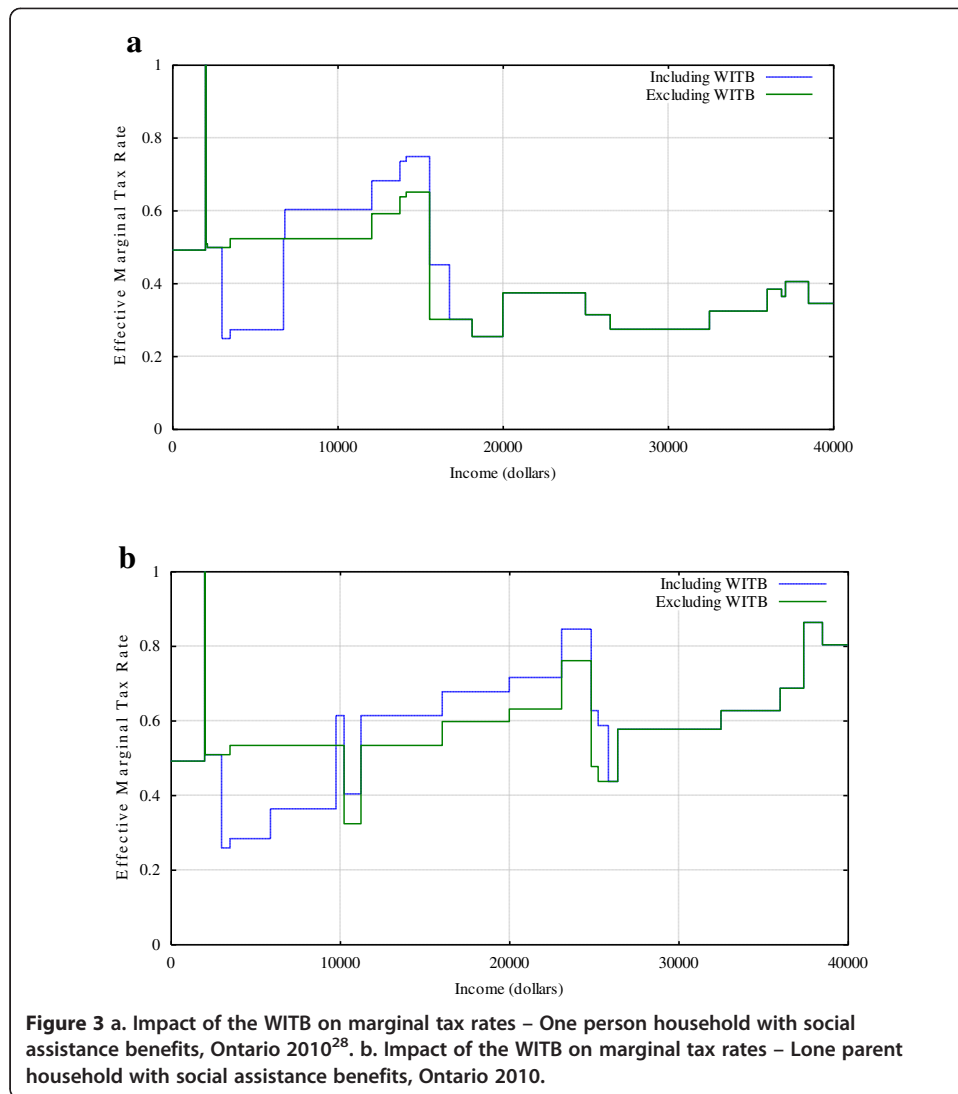 a
1
0.8
0.6
0.4
0.2
0
Effective Marginal Tax Rate
Including WITB
Excluding WITB
0 10000 20000 30000 40000
Income (dollars)
b
1
0.8
0.6
0.4
0.2
0
Effective Marginal Tax Rate
Including WITB
Excluding WITB
0 10000 20000 30000 40000
Income (dollars)
Figure 3 a. Impact of the WITB on marginal tax rates – One person household with social
assistance benefits, Ontario 2010²⁸. b. Impact of the WITB on marginal tax rates – Lone parent
household with social assistance benefits, Ontario 2010.